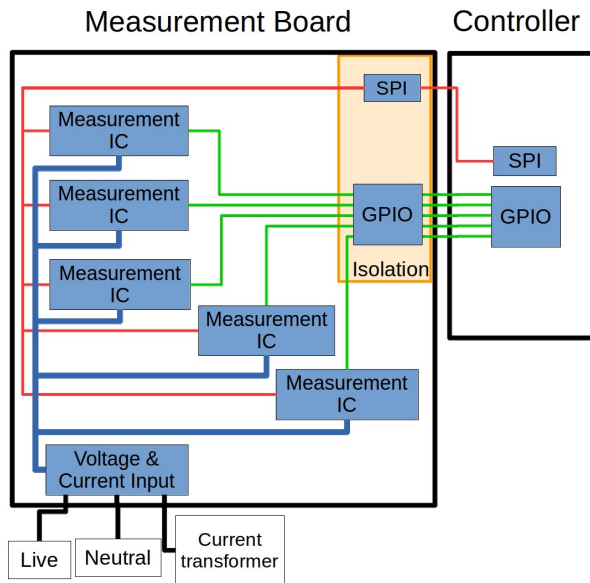 Measurement Board
Controller
SPI
Measurement
IC
SPI
Measurement
IC
GPIO
GPIO
Isolation
Measurement
IC
Measurement
IC
Measurement
IC
Voltage &
Current Input
Live
Neutral
Current
transformer